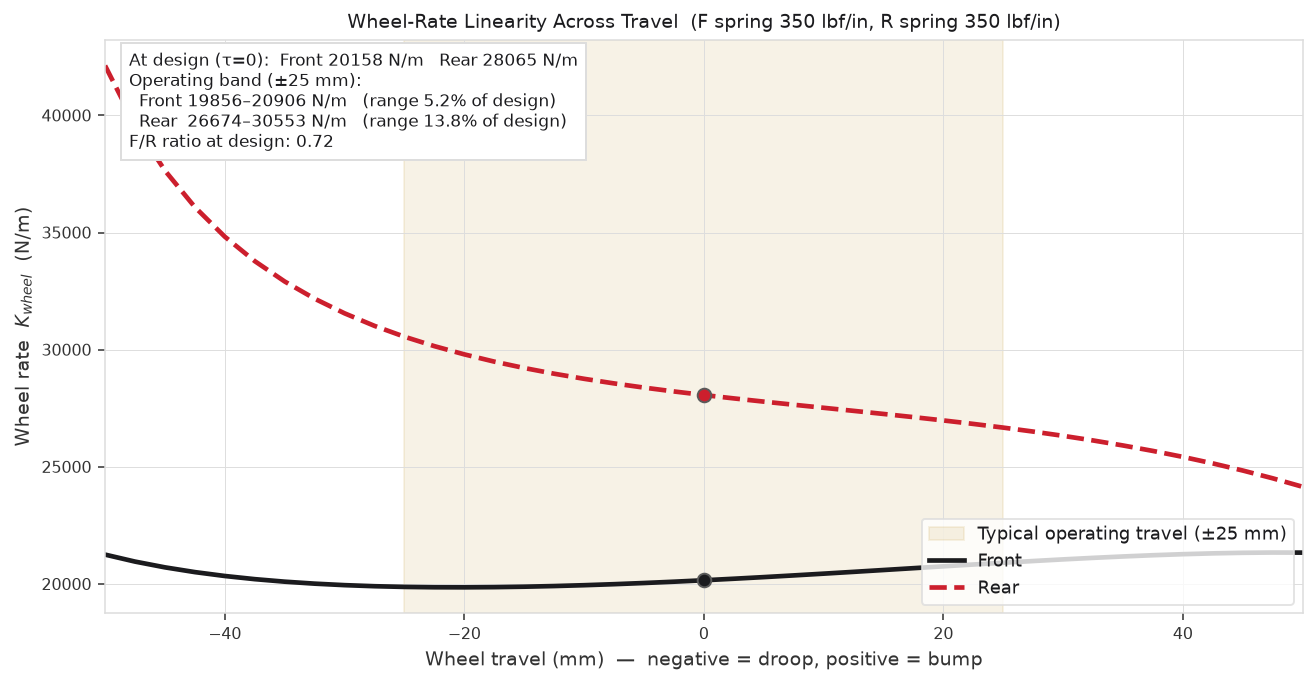 Wheel-Rate Linearity Across Travel  (F spring 350 lbf/in, R spring 350 lbf/in)
At design (τ=0):  Front 20158 N/m   Rear 28065 N/m
Operating band (±25 mm):
Front 19856–20906 N/m   (range 5.2% of design)
Rear  26674–30553 N/m   (range 13.8% of design)
F/R ratio at design: 0.72
Wheel rate  K_wheel  (N/m)
40000
35000
30000
25000
20000
Typical operating travel (±25 mm)
Front
Rear
−40
−20
0
20
40
Wheel travel (mm)  —  negative = droop, positive = bump